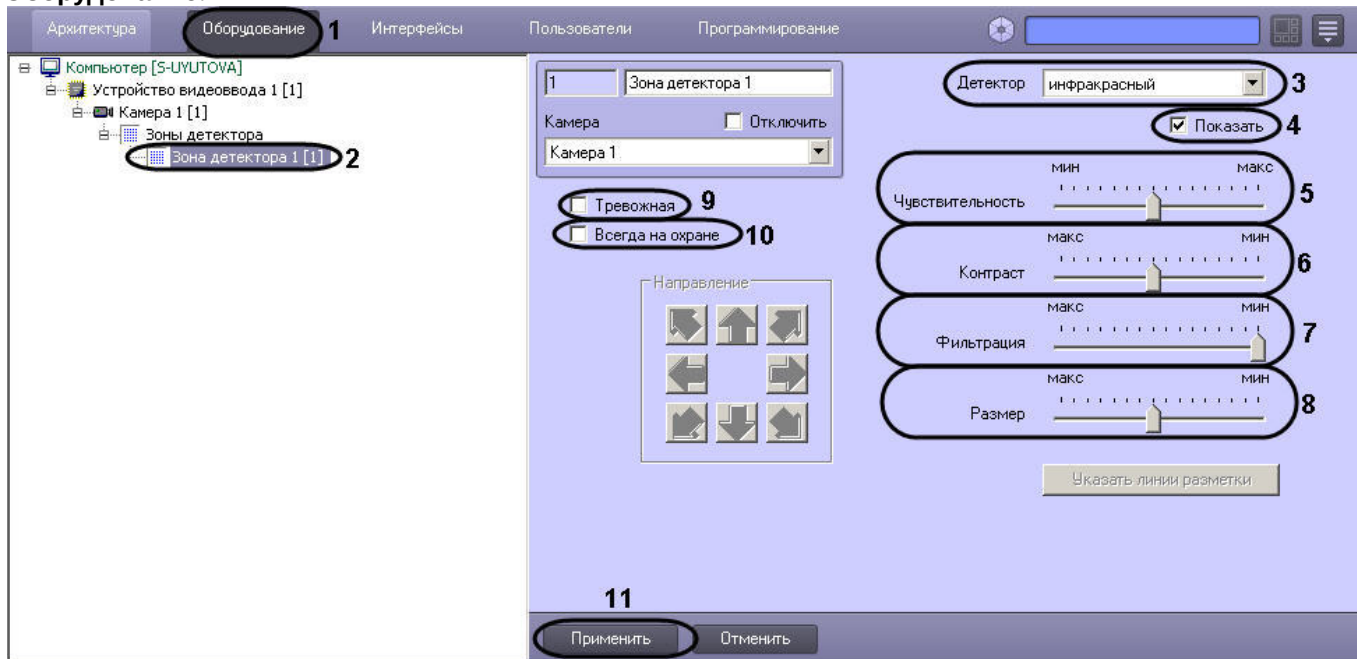 Оборудование.
Архитектура
Оборудование
1
Интерфейсы
Пользователи
Программирование
Компьютер [S-UYUTOVA]
Устройство видеоввода 1 [1]
Камера 1 [1]
Зоны детектора
Зона детектора 1 [1]
2
1
Зона детектора 1
Камера
Отключить
Камера 1
Тревожная
9
Всегда на охране
10
Направление
Детектор
инфракрасный
3
Показать
4
мин
макс
Чувствительность
5
макс
мин
Контраст
6
макс
мин
Фильтрация
7
макс
мин
Размер
8
Указать линии разметки
11
Применить
Отменить